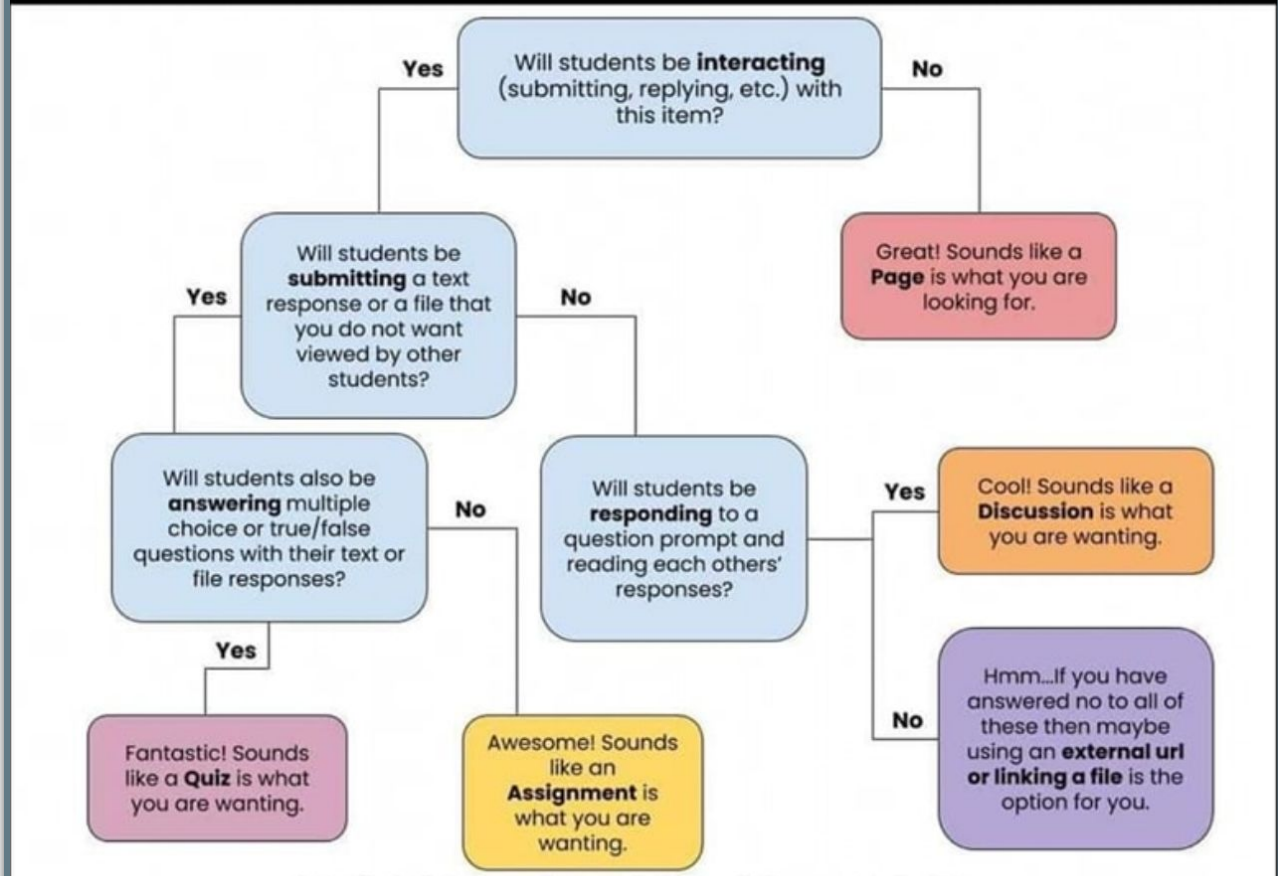 Will students be interacting
(submitting, replying, etc.) with
this item?
Yes
No
Will students be
submitting a text
response or a file that
you do not want
viewed by other
students?
Great! Sounds like a
Page is what you are
looking for.
Yes
No
Will students also be
answering multiple
choice or true/false
questions with their text or
file responses?
No
Will students be
responding to a
question prompt and
reading each others'
responses?
Yes
Cool! Sounds like a
Discussion is what
you are wanting.
Yes
No
Hmm...If you have
answered no to all of
these then maybe
using an external url
or linking a file is the
option for you.
Fantastic! Sounds
like a Quiz is what
you are wanting.
Awesome! Sounds
like an
Assignment is
what you are
wanting.